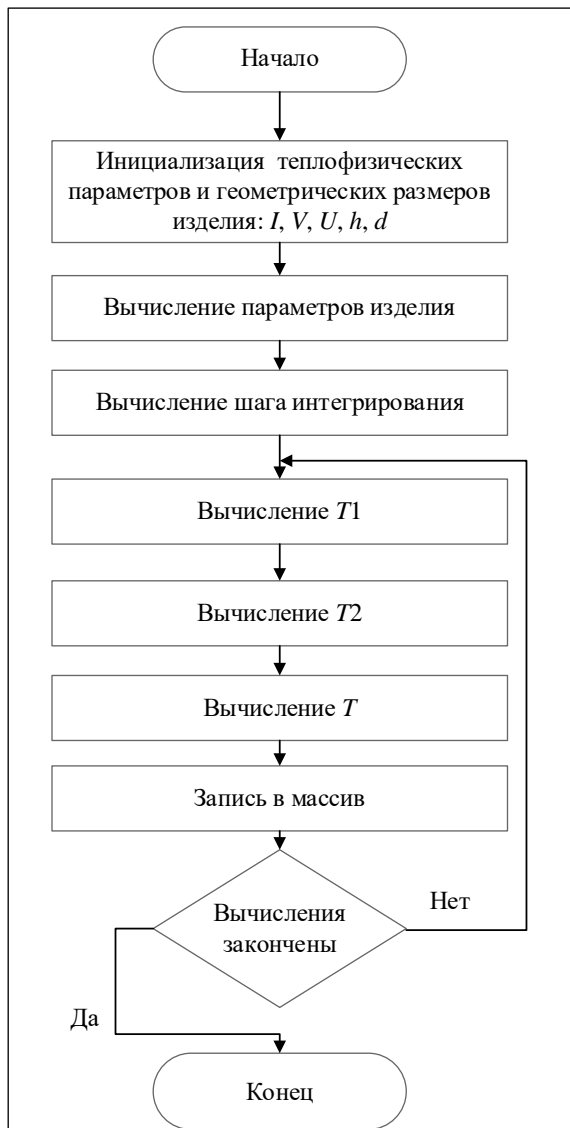 Начало
Инициализация теплофизических
параметров и геометрических размеров
изделия: I, V, U, h, d
Вычисление параметров изделия
Вычисление шага интегрирования
Вычисление T1
Вычисление T2
Вычисление T
Запись в массив
Вычисления
закончены
Нет
Да
Конец